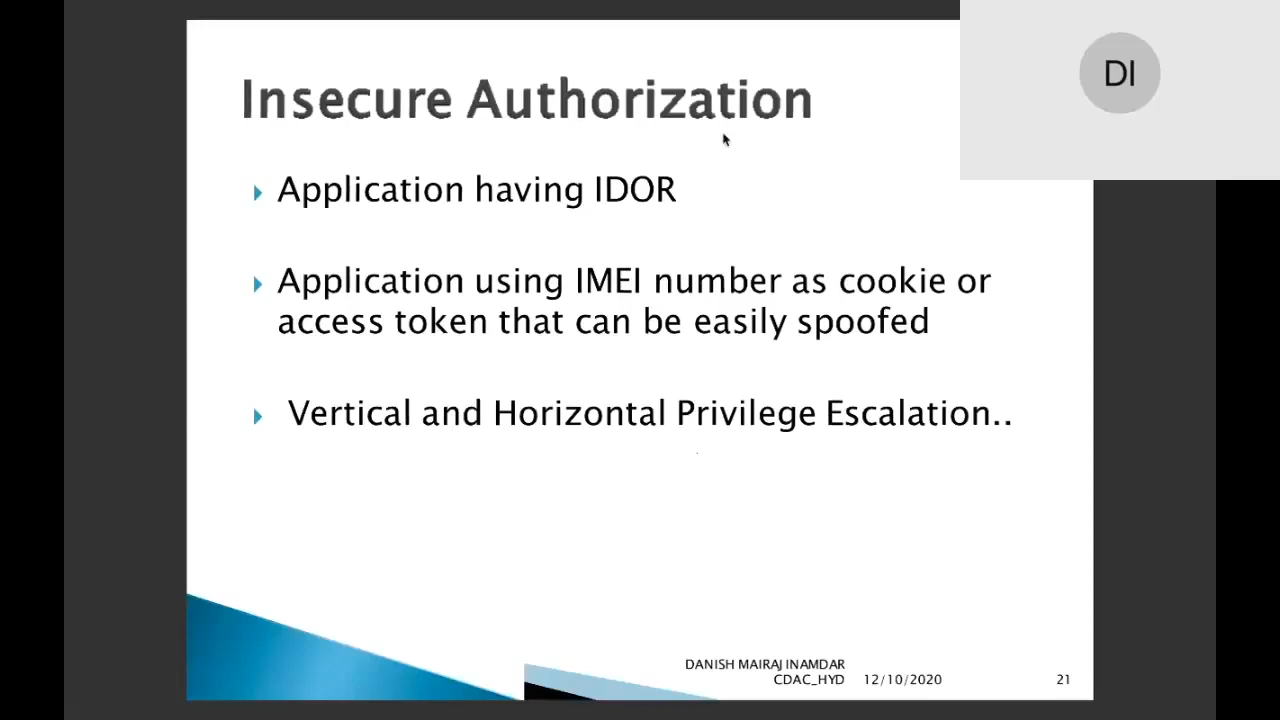 DI
Insecure Authorization
Application having IDOR
Application using IMEI number as cookie or
access token that can be easily spoofed
Vertical and Horizontal Privilege Escalation..
DANISH MAIRAJ INAMDAR
CDAC_HYD 12/10/2020 21